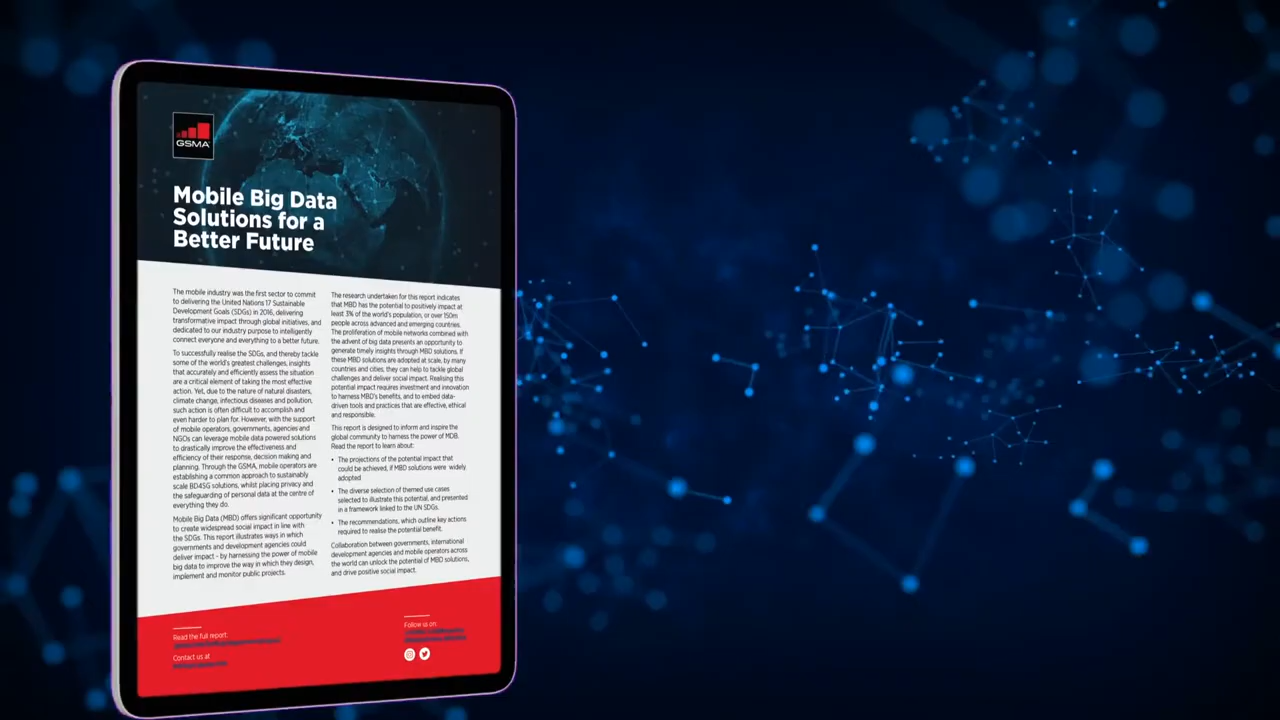 GSMA
Mobile Big Data
Solutions for a
Better Future
The mobile industry was the first sector to commit
to delivering the United Nations 17 Sustainable
Development Goals (SDGs) in 2016, delivering
transformative impact through global initiatives, and
dedicated to our industry purpose to intelligently
connect everyone and everything to a better future.
To successfully realise the SDGs, and thereby tackle
some of the world's greatest challenges, insights
that accurately and efficiently assess the situation
are a critical element of taking the most effective
action. Yet, due to the nature of natural disasters,
climate change, infectious diseases and pollution,
such action is often difficult to accomplish and
even harder to plan for. However, with the support
of mobile operators, governments, agencies and
NGOs can leverage mobile data powered solutions
to drastically improve the effectiveness and
efficiency of their response, decision making and
planning. Through the GSMA, mobile operators are
establishing a common approach to sustainably
scale BD4SG solutions, whilst placing privacy and
the safeguarding of personal data at the centre of
everything they do.
Mobile Big Data (MBD) offers significant opportunity
to create widespread social impact in line with
the SDGs. This report illustrates ways in which
governments and development agencies could
deliver impact - by harnessing the power of mobile
big data to improve the way in which they design,
implement and monitor public projects.
The research undertaken for this report indicates
that MBD has the potential to positively impact at
least 3% of the world's population, or over 150m
people across advanced and emerging countries.
The proliferation of mobile networks combined with
the advent of big data presents an opportunity to
generate timely insights through MBD solutions. If
these MBD solutions are adopted at scale, by many
countries and cities, they can help to tackle global
challenges and deliver social impact. Realising this
potential impact requires investment and innovation
to harness MBD's benefits, and to embed data-
driven tools and practices that are effective, ethical
and responsible.
This report is designed to inform and inspire the
global community to harness the power of MDB.
Read the report to learn about:
• The projections of the potential impact that
could be achieved, if MBD solutions were widely
adopted
• The diverse selection of themed use cases
selected to illustrate this potential, and presented
in a framework linked to the UN SDGs.
• The recommendations, which outline key actions
required to realise the potential benefit.
Collaboration between governments, international
development agencies and mobile operators across
the world can unlock the potential of MBD solutions,
and drive positive social impact.
Read the full report:
Contact us at
Follow us on: